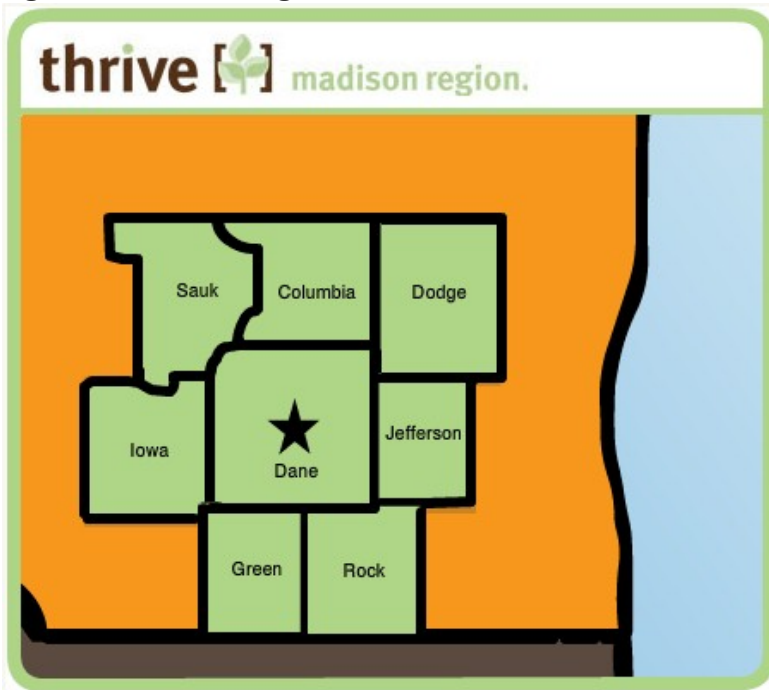 thrive [ ] madison region.
Sauk
Columbia
Dodge
Iowa
Dane
Jefferson
Green
Rock